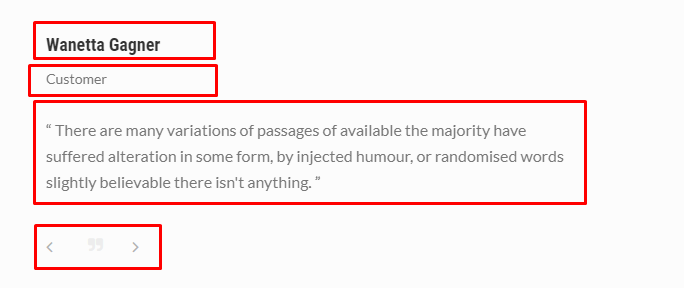 Wanetta Gagner
Customer
“ There are many variations of passages of available the majority have
suffered alteration in some form, by injected humour, or randomised words
slightly believable there isn't anything. ”